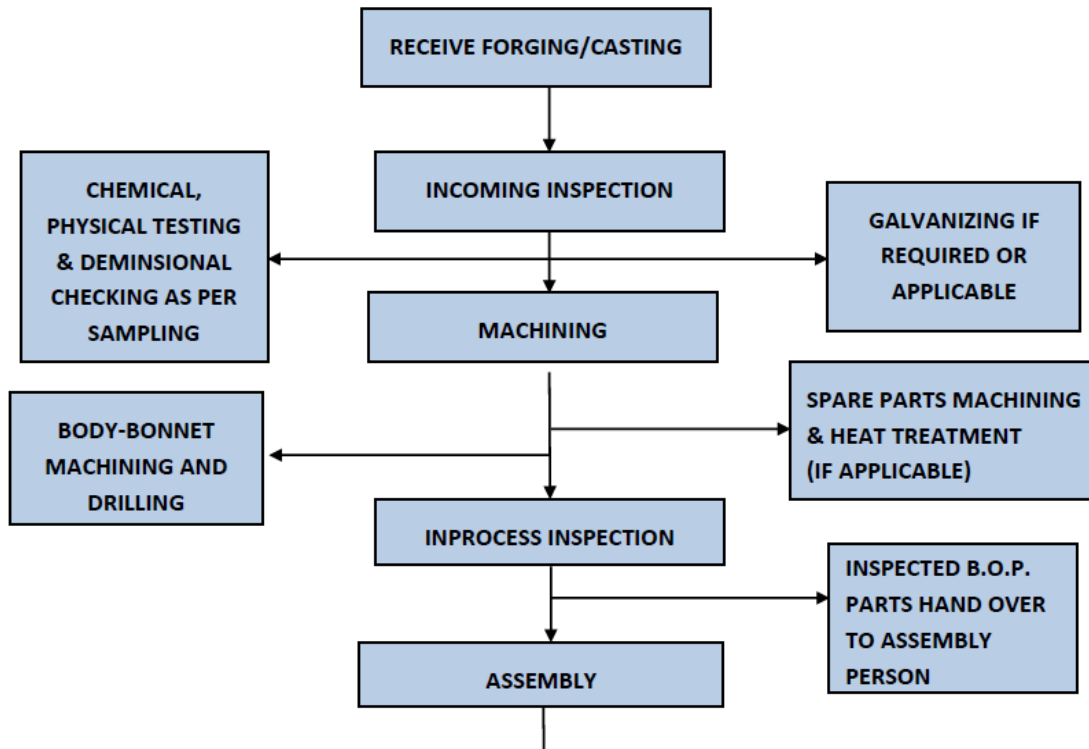 RECEIVE FORGING/CASTING
INCOMING INSPECTION
CHEMICAL,
PHYSICAL TESTING
& DEMINSIONAL
CHECKING AS PER
SAMPLING
GALVANIZING IF
REQUIRED OR
APPLICABLE
MACHINING
BODY-BONNET
MACHINING AND
DRILLING
SPARE PARTS MACHINING
& HEAT TREATMENT
(IF APPLICABLE)
INPROCESS INSPECTION
INSPECTED B.O.P.
PARTS HAND OVER
TO ASSEMBLY
PERSON
ASSEMBLY